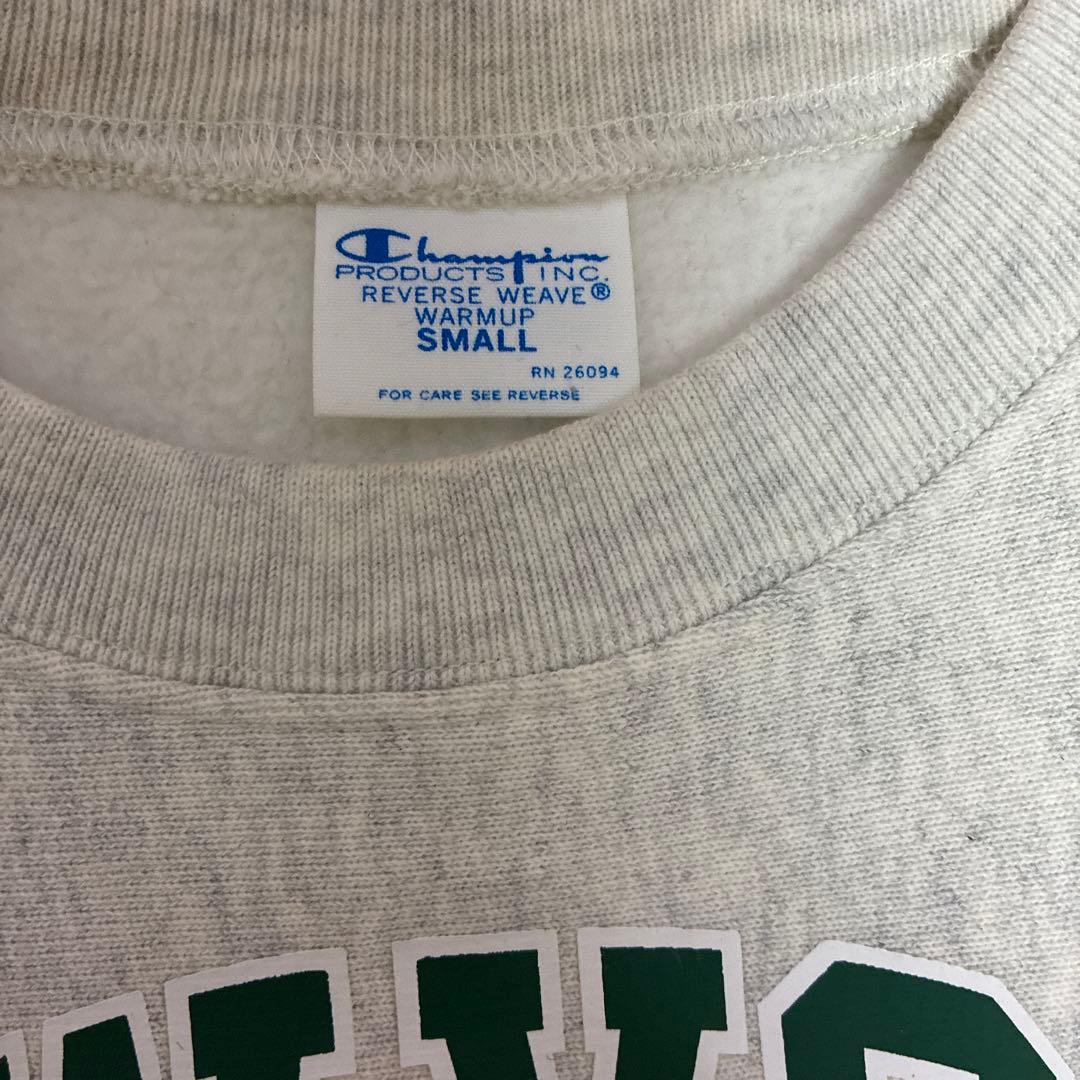 Champion
PRODUCTS INC.
REVERSE WEAVE®
WARMUP
SMALL
RN 26094
FOR CARE SEE REVERSE